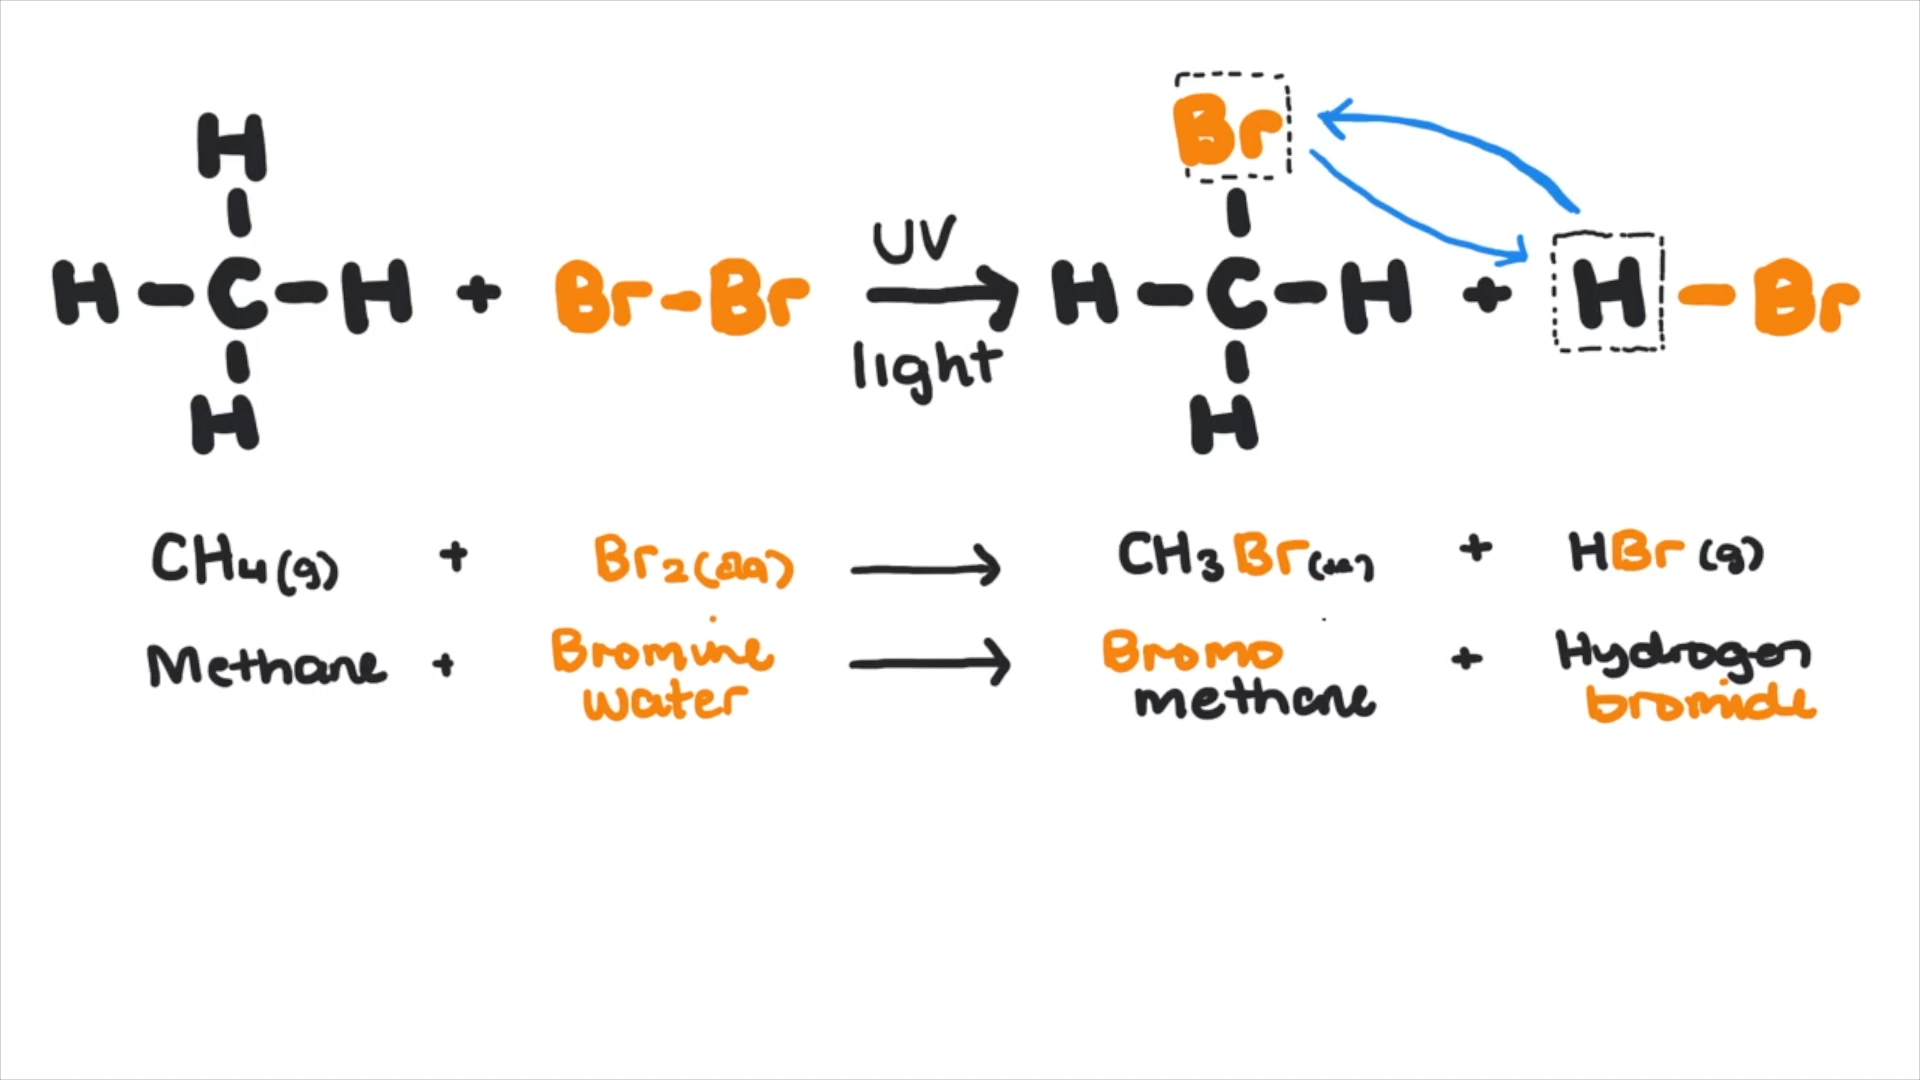 H Br
H-C-H + Br-Br UV light H-C-H + H-Br
H H
CH4(g) + Br2(aq) → CH3Br + HBr (g)
Methane + Bromine water → Bromo methane + Hydrogen bromide